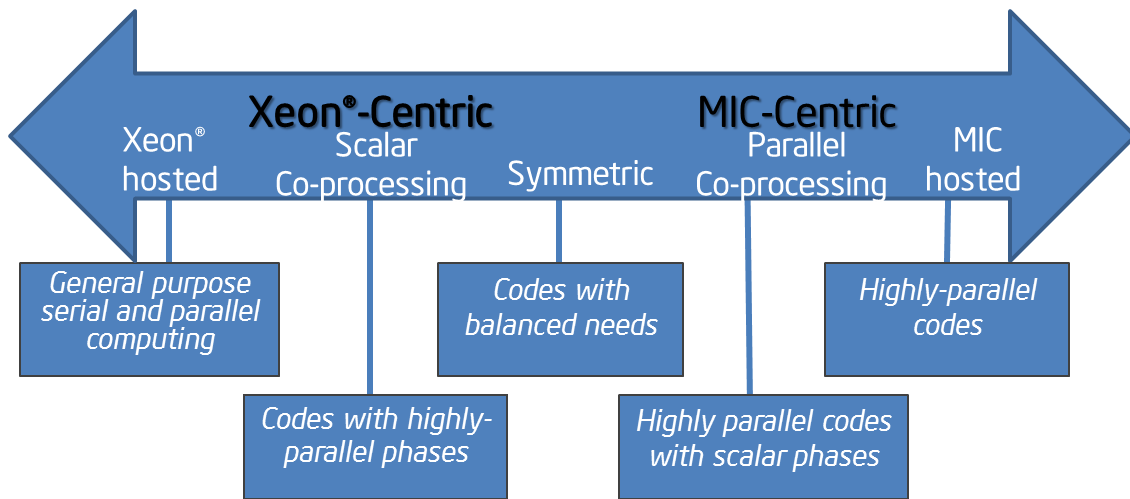 Xeon®-Centric
MIC-Centric
Xeon®
hosted
Scalar
Co-processing
Symmetric
Parallel
Co-processing
MIC
hosted
General purpose
serial and parallel
computing
Codes with highly-
parallel phases
Codes with
balanced needs
Highly parallel codes
with scalar phases
Highly-parallel
codes